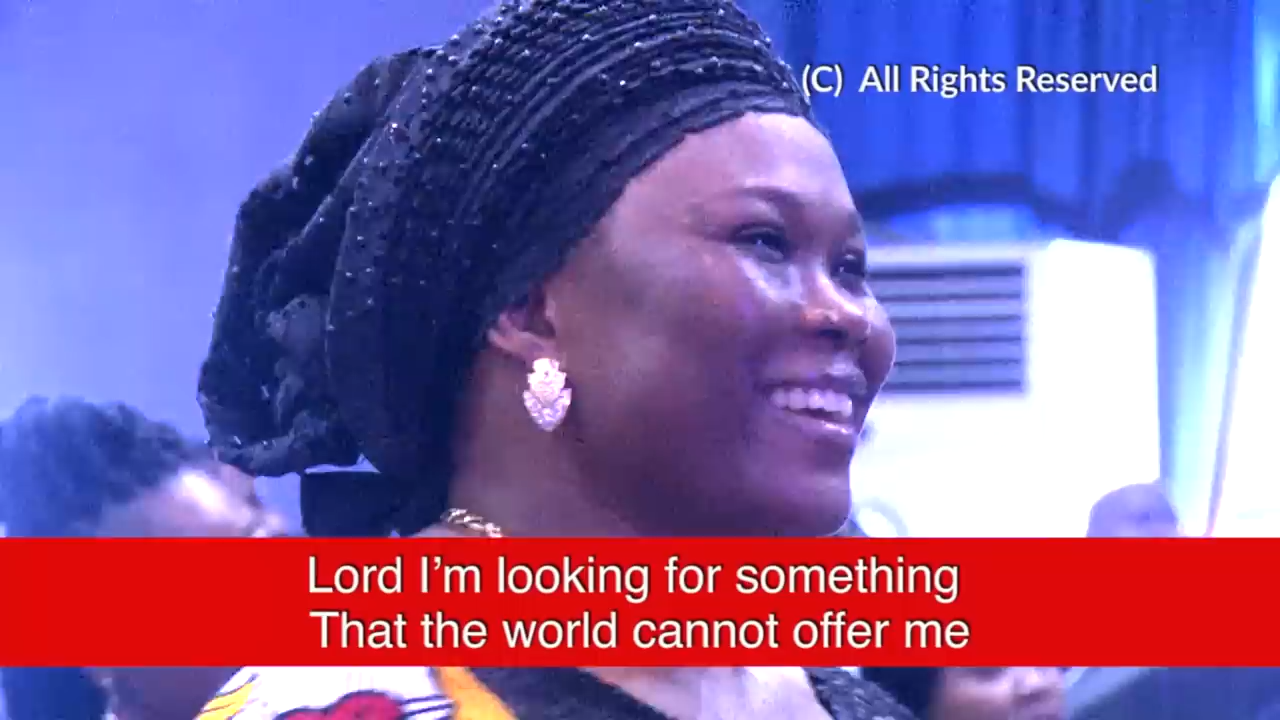 (C) All Rights Reserved
Lord I’m looking for something
That the world cannot offer me